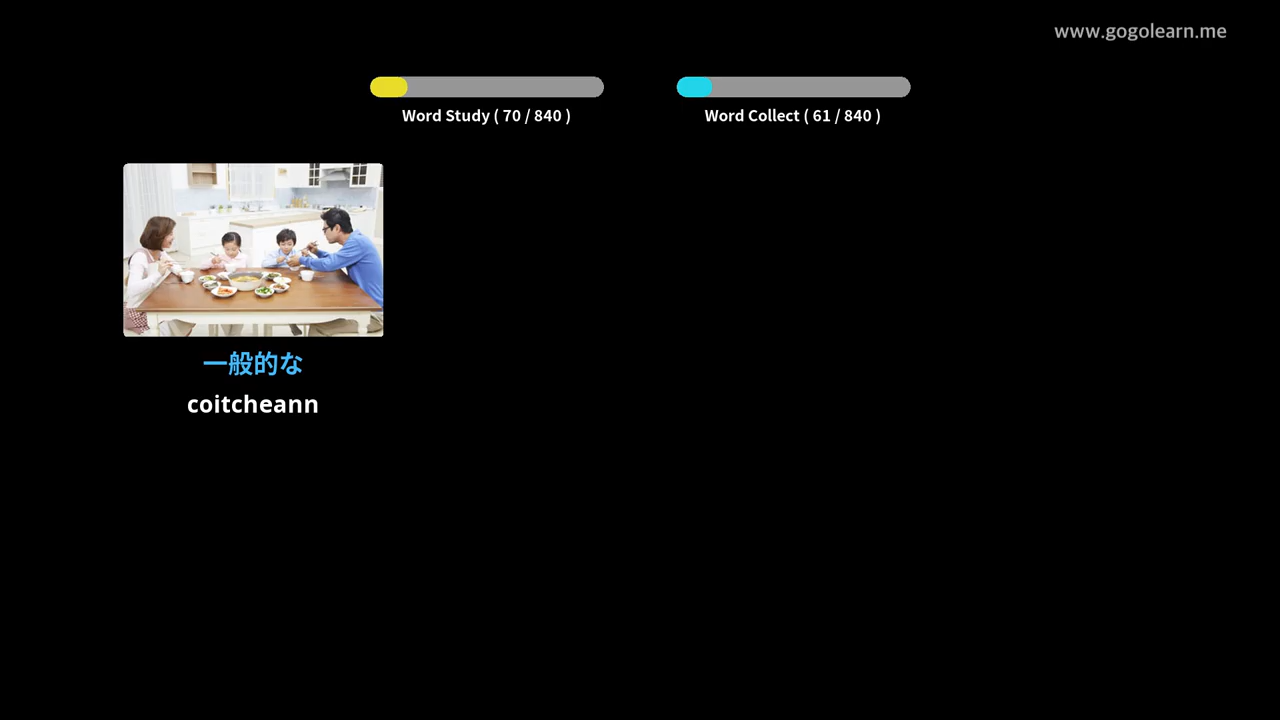 www.gogolearn.me
Word Study ( 70 / 840 )
Word Collect ( 61 / 840 )
一般的な
coitcheann